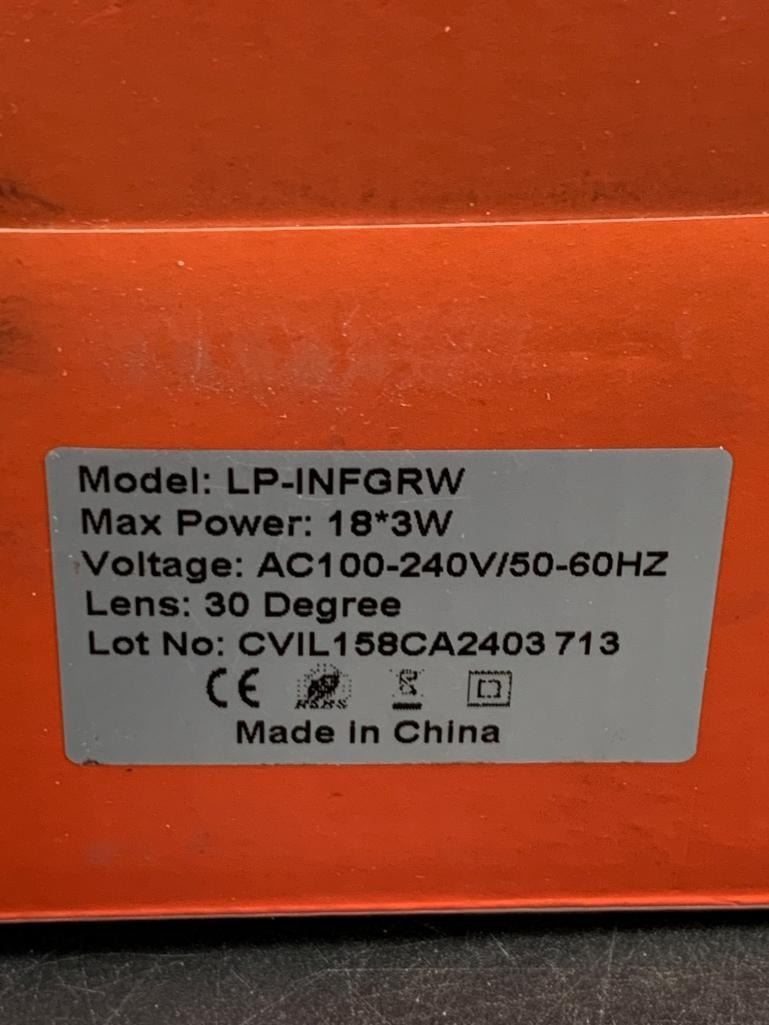 Model: LP-INFGRW
Max Power: 18*3W
Voltage: AC100-240V/50-60HZ
Lens: 30 Degree
Lot No: CVIL158CA2403 713
CE RoHS
Made in China